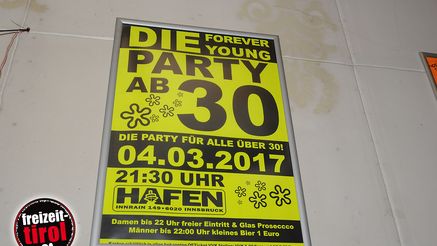 DIE FOREVER
YOUNG
PARTY
AB 30
DIE PARTY FÜR ALLE ÜBER 30!
04.03.2017
21:30 UHR
HAFEN
INNRAIN 149•6020 INNSBRUCK
Damen bis 22 Uhr freier Eintritt & Glas Proseccco
Männer bis 22:00 Uhr kleines Bier 1 Euro
freizeit-
tirol